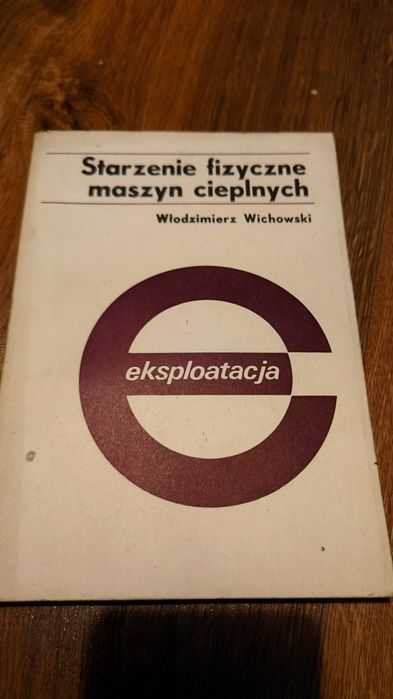 Starzenie fizyczne
maszyn cieplnych
Włodzimierz Wichowski
eksploatacja